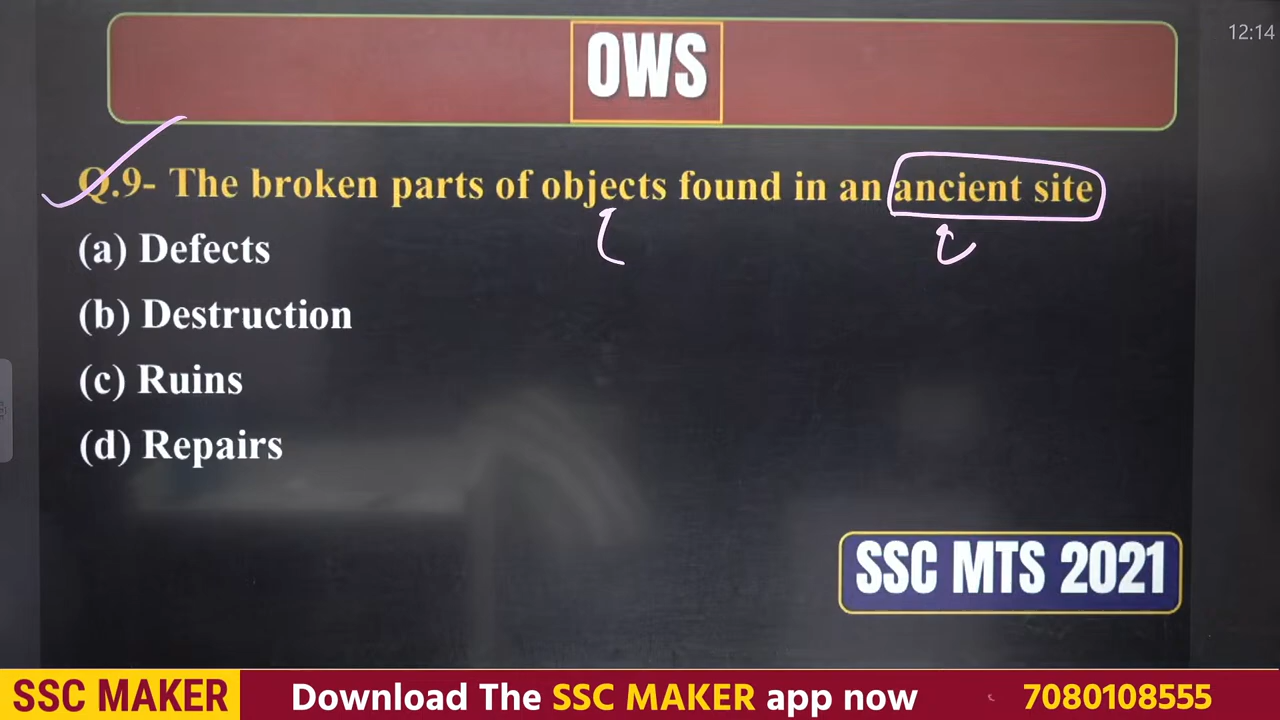 OWS
12:14
Q.9- The broken parts of objects found in an ancient site
(a) Defects
(b) Destruction
(c) Ruins
(d) Repairs
SSC MTS 2021
SSC MAKER Download The SSC MAKER app now 7080108555